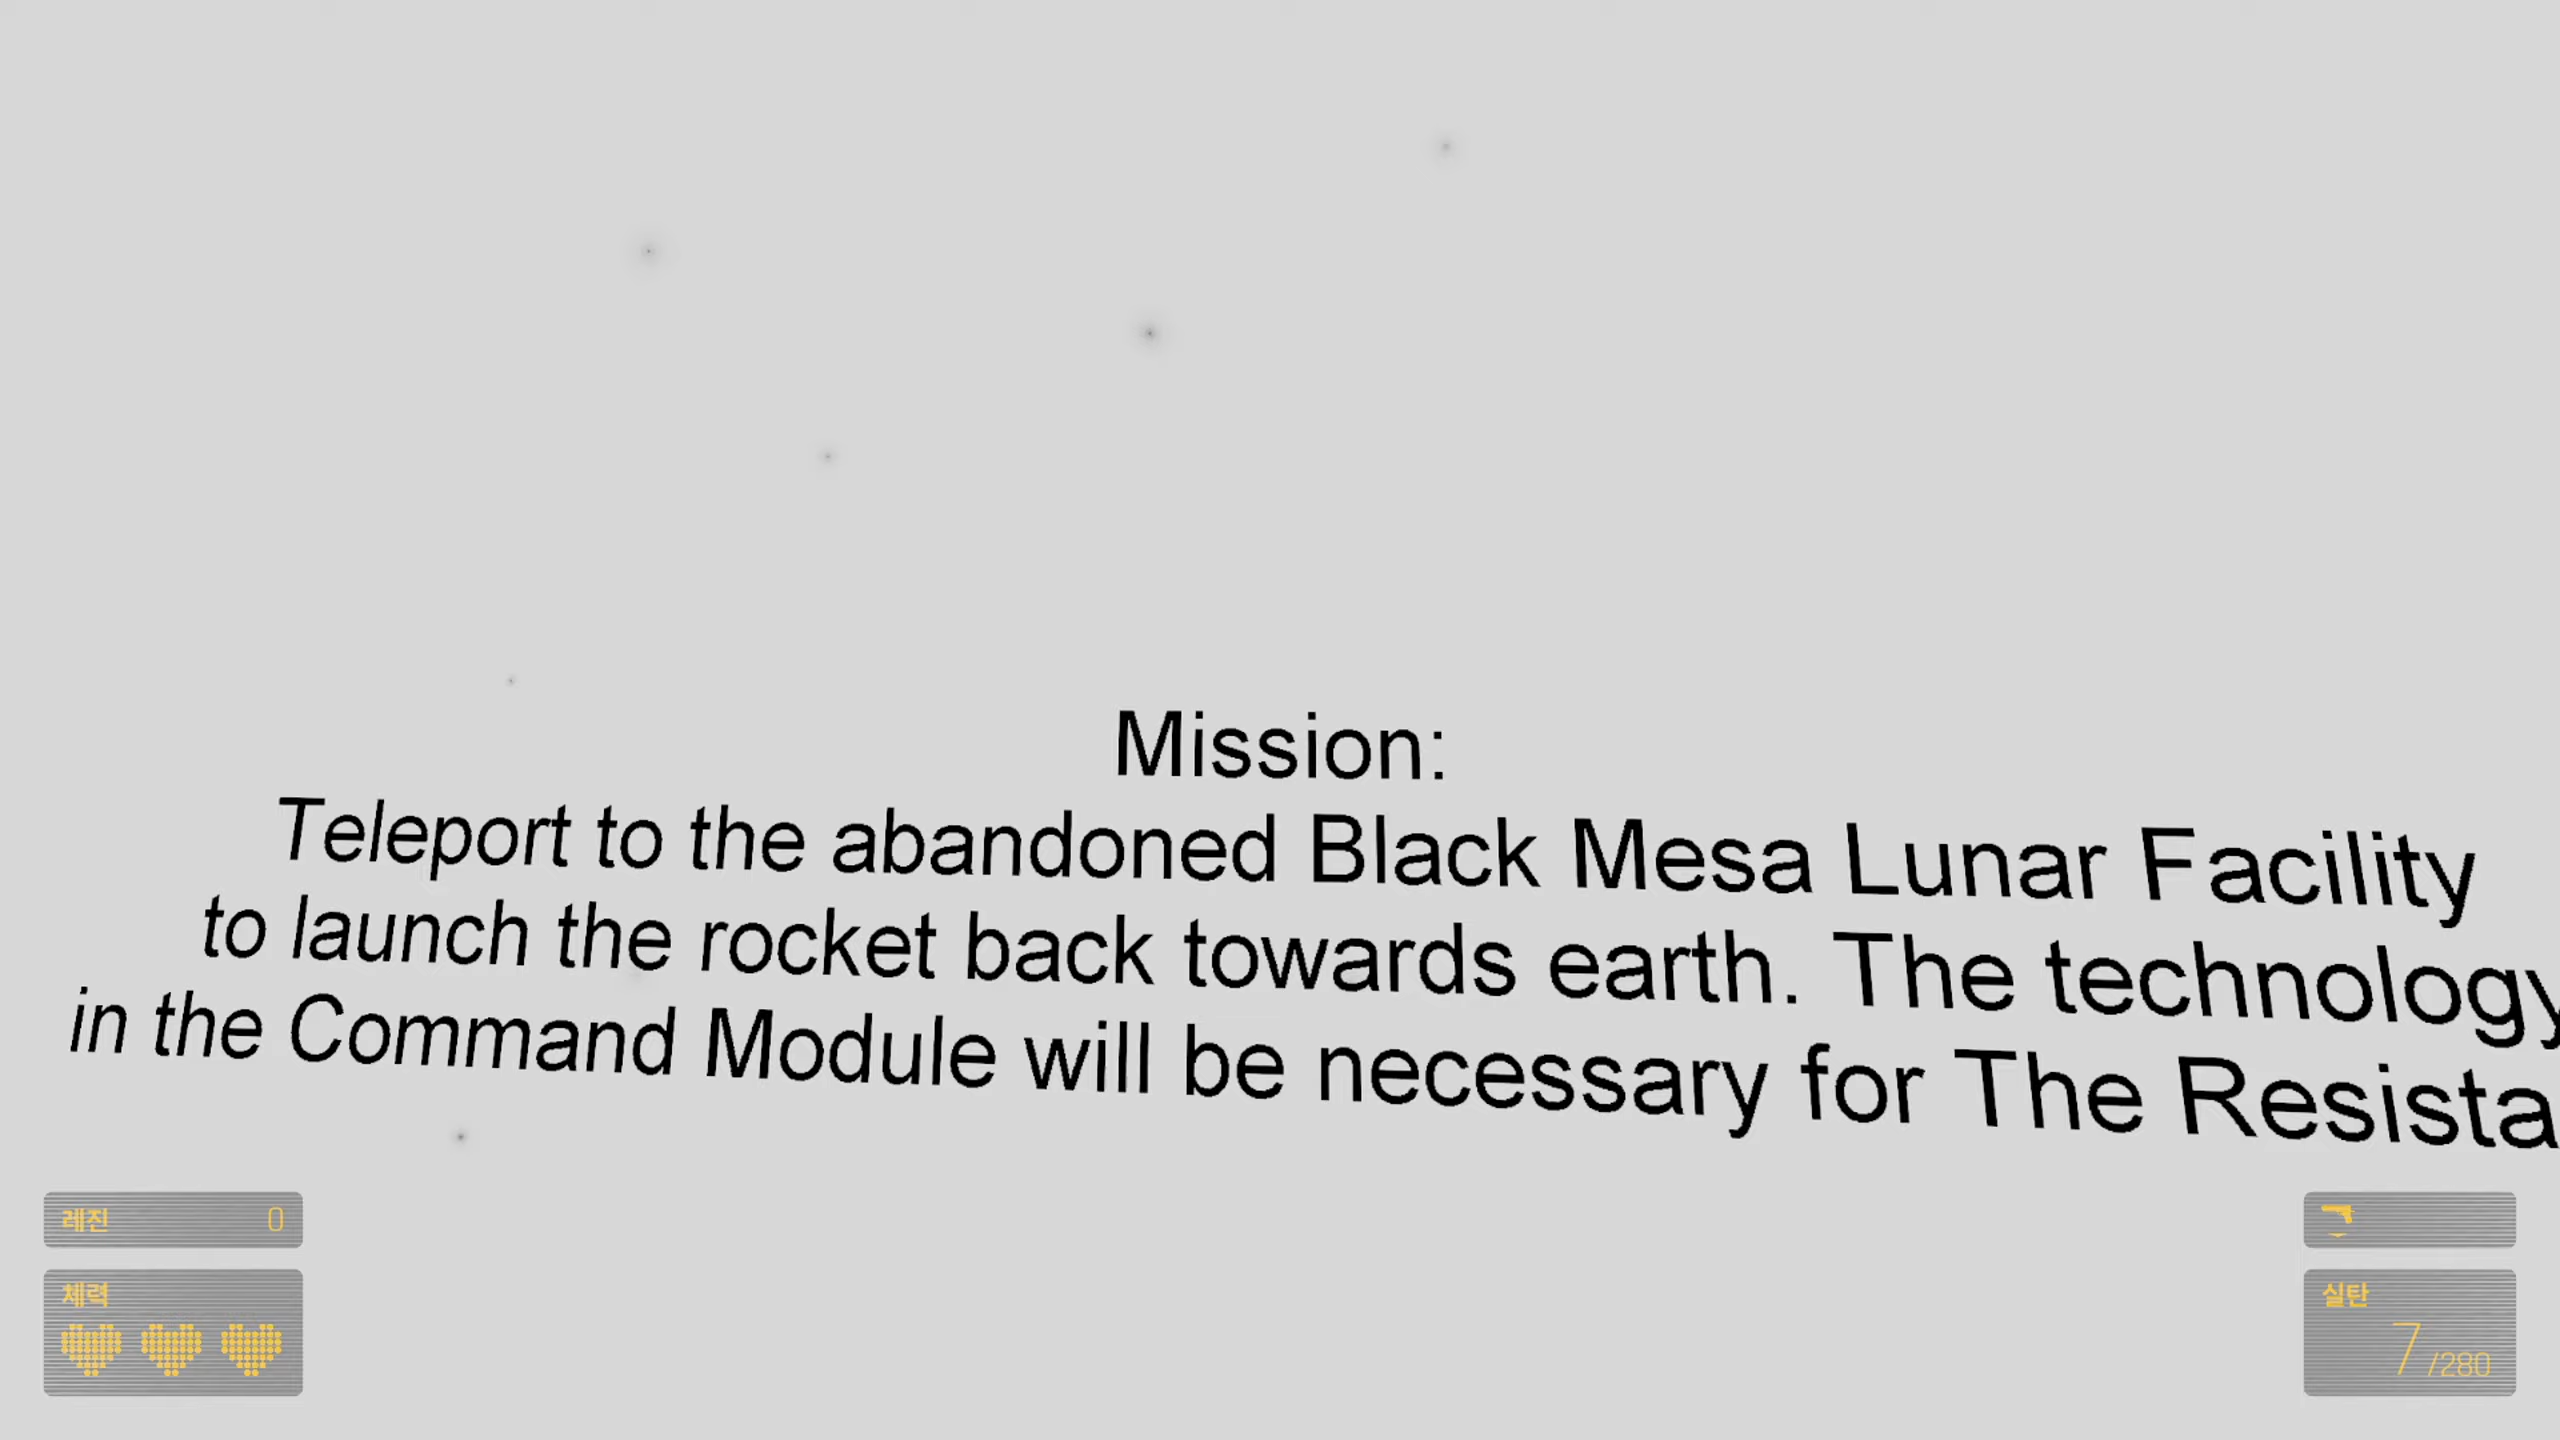 Mission:
Teleport to the abandoned Black Mesa Lunar Facility
to launch the rocket back towards earth. The technology
in the Command Module will be necessary for The Resista
레진 0
체력
실탄
7/280